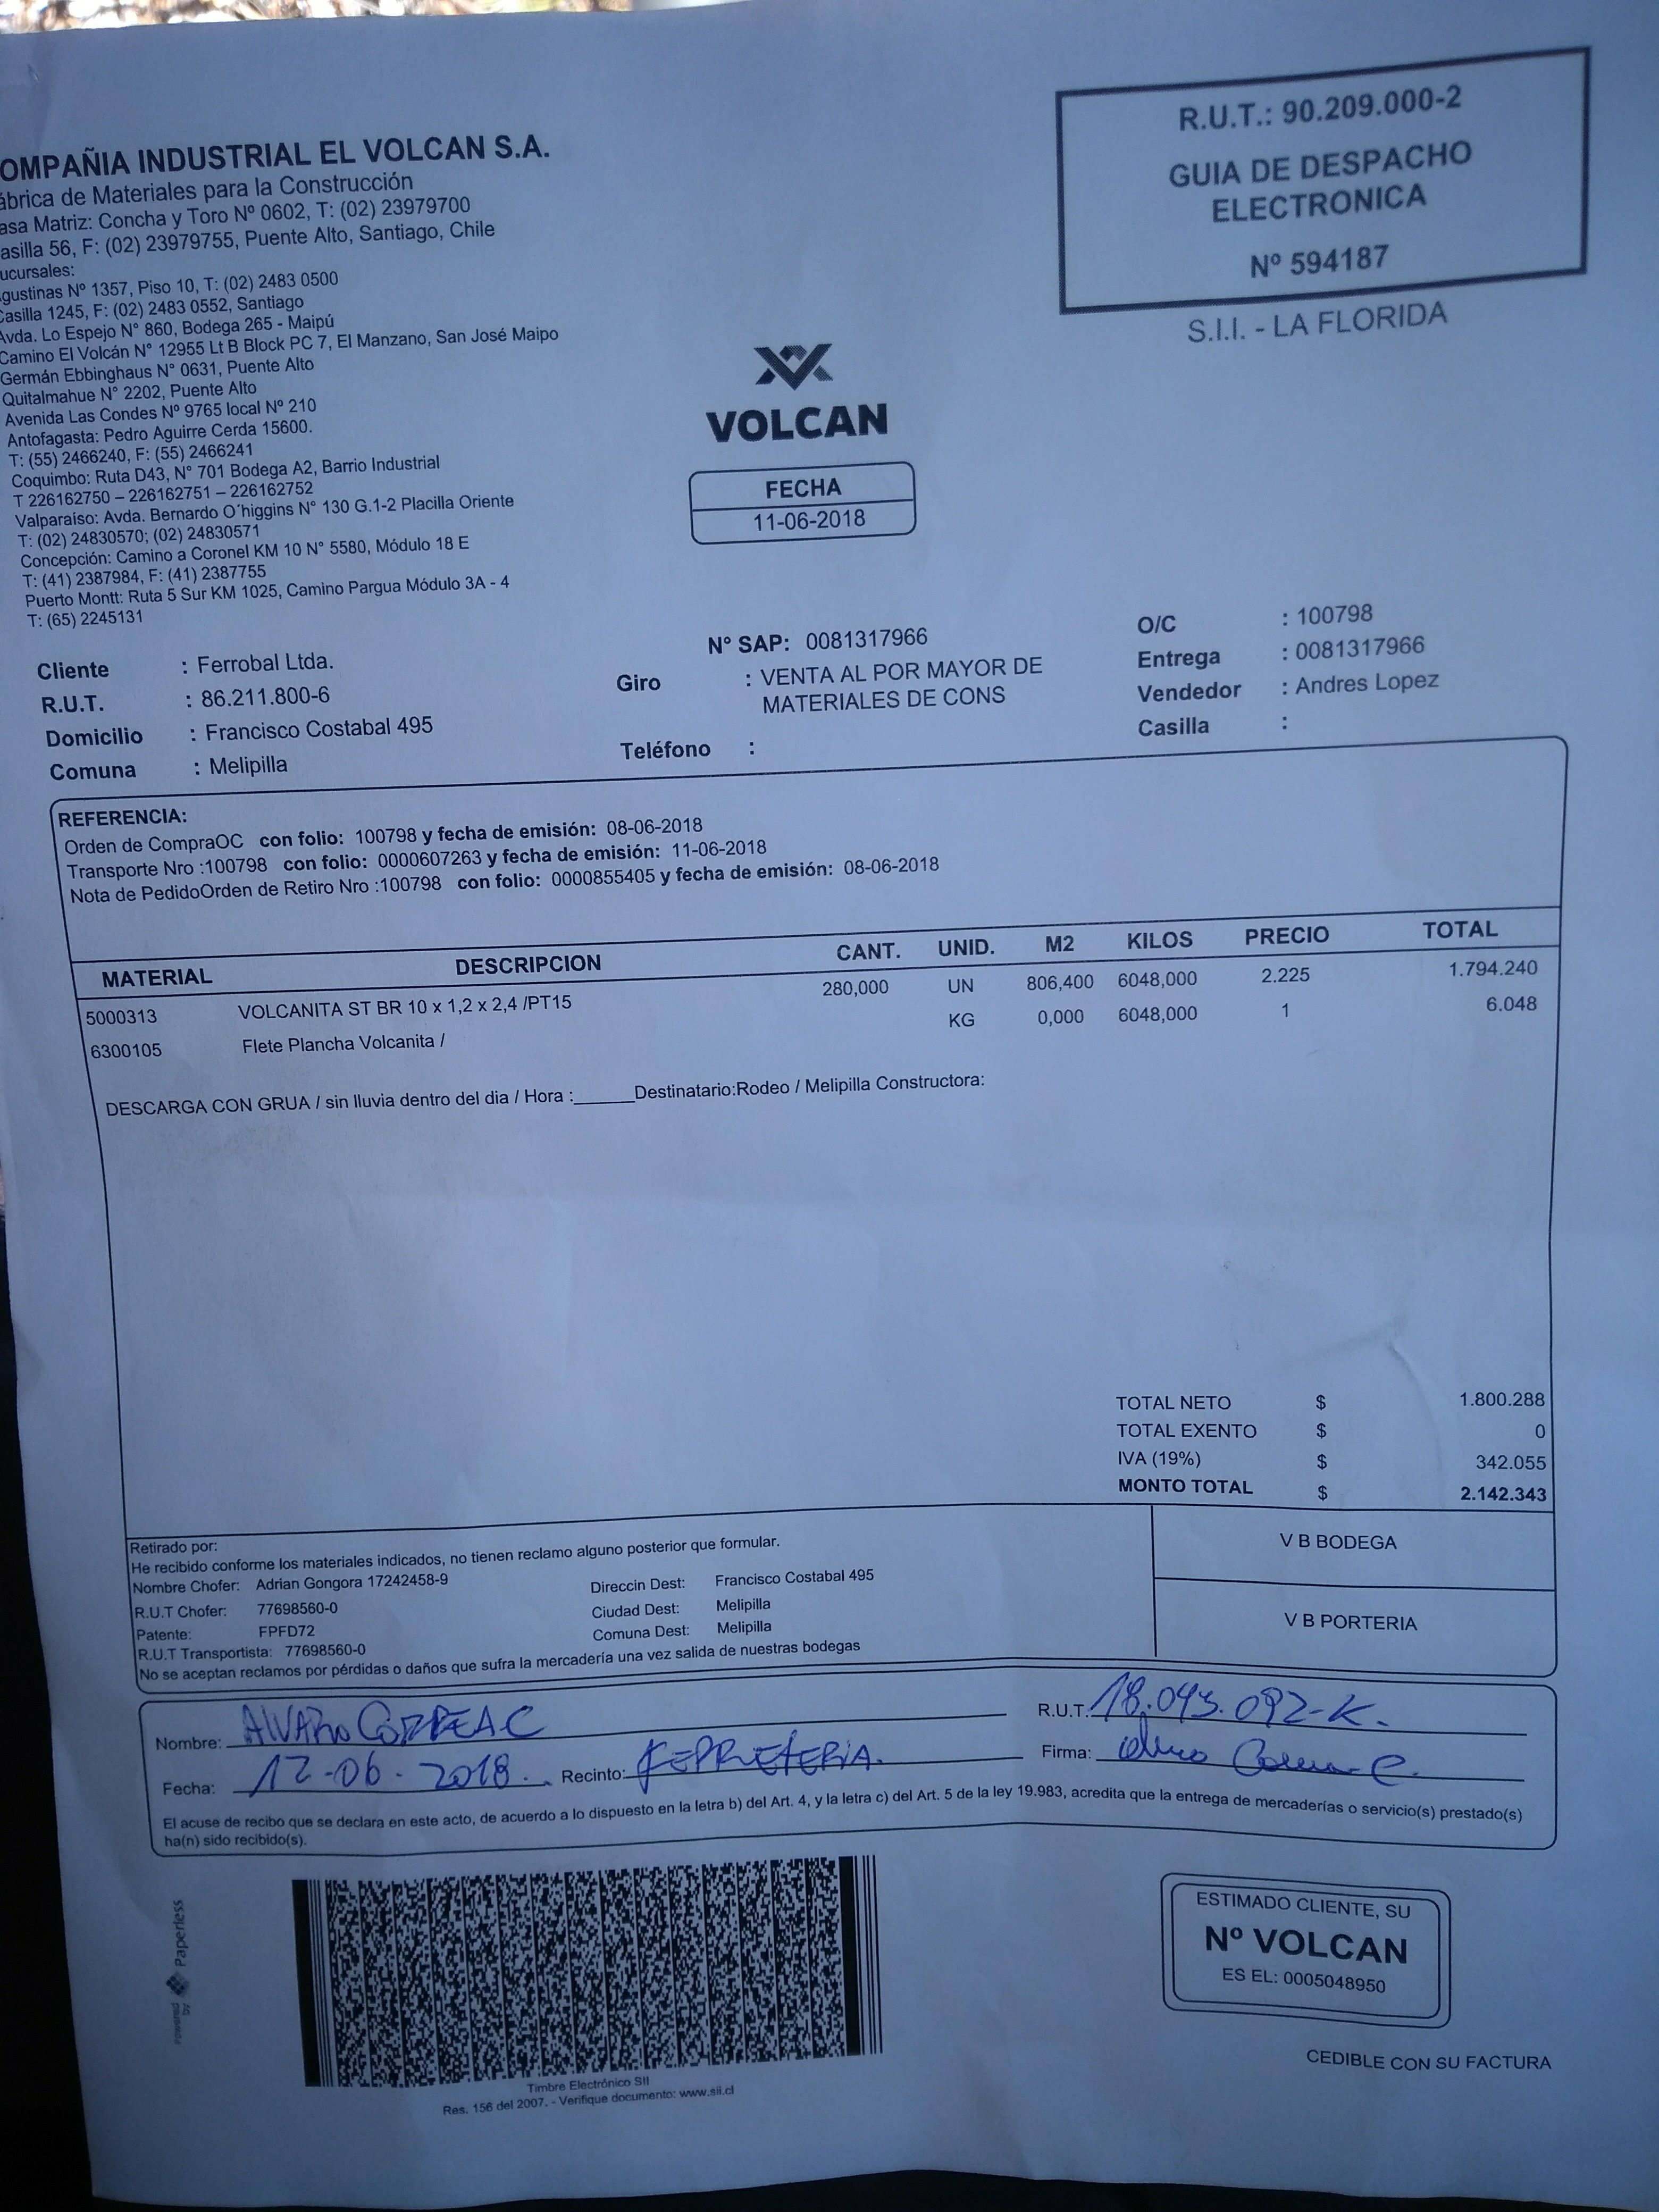 OMPAÑIA INDUSTRIAL EL VOLCAN S.A.
ábrica de Materiales para la Construcción
asa Matriz: Concha y Toro Nº 0602, T: (02) 23979700
asilla 56, F: (02) 23979755, Puente Alto, Santiago, Chile
ucursales:
gustinas Nº 1357, Piso 10, T: (02) 2483 0500
Casilla 1245, F: (02) 2483 0552, Santiago
Avda. Lo Espejo N° 860, Bodega 265 - Maipú
Camino El Volcán N° 12955 Lt B Block PC 7, El Manzano, San José Maipo
Germán Ebbinghaus N° 0631, Puente Alto
Quitalmahue N° 2202, Puente Alto
Avenida Las Condes Nº 9765 local Nº 210
Antofagasta: Pedro Aguirre Cerda 15600.
T: (55) 2466240, F: (55) 2466241
Coquimbo: Ruta D43, N° 701 Bodega A2, Barrio Industrial
T 226162750 – 226162751 – 226162752
Valparaíso: Avda. Bernardo O´higgins N° 130 G.1-2 Placilla Oriente
T: (02) 24830570; (02) 24830571
Concepción: Camino a Coronel KM 10 N° 5580, Módulo 18 E
T: (41) 2387984, F: (41) 2387755
Puerto Montt: Ruta 5 Sur KM 1025, Camino Pargua Módulo 3A - 4
T: (65) 2245131
R.U.T.: 90.209.000-2
GUIA DE DESPACHO
ELECTRONICA
Nº 594187
S.I.I. - LA FLORIDA
VOLCAN
FECHA
11-06-2018
Cliente : Ferrobal Ltda.
R.U.T. : 86.211.800-6
Domicilio : Francisco Costabal 495
Comuna : Melipilla
Nº SAP: 0081317966
Giro : VENTA AL POR MAYOR DE
MATERIALES DE CONS
Teléfono :
O/C : 100798
Entrega : 0081317966
Vendedor : Andres Lopez
Casilla :
REFERENCIA:
Orden de CompraOC con folio: 100798 y fecha de emisión: 08-06-2018
Transporte Nro :100798 con folio: 0000607263 y fecha de emisión: 11-06-2018
Nota de PedidoOrden de Retiro Nro :100798 con folio: 0000855405 y fecha de emisión: 08-06-2018
MATERIAL DESCRIPCION CANT. UNID. M2 KILOS PRECIO TOTAL
5000313 VOLCANITA ST BR 10 x 1,2 x 2,4 /PT15 280,000 UN 806,400 6048,000 2.225 1.794.240
6300105 Flete Plancha Volcanita / KG 0,000 6048,000 1 6.048
DESCARGA CON GRUA / sin lluvia dentro del dia / Hora :______Destinatario:Rodeo / Melipilla Constructora:
TOTAL NETO $ 1.800.288
TOTAL EXENTO $ 0
IVA (19%) $ 342.055
MONTO TOTAL $ 2.142.343
Retirado por:
He recibido conforme los materiales indicados, no tienen reclamo alguno posterior que formular.
Nombre Chofer: Adrian Gongora 17242458-9 Direccin Dest: Francisco Costabal 495
R.U.T Chofer: 77698560-0 Ciudad Dest: Melipilla
Patente: FPFD72 Comuna Dest: Melipilla
R.U.T Transportista: 77698560-0
No se aceptan reclamos por pérdidas o daños que sufra la mercadería una vez salida de nuestras bodegas
V B BODEGA
V B PORTERIA
Nombre: ALVARO CORREA C R.U.T: 18.093.092-K.
Fecha: 12-06-2018. Recinto: FERRETERIA. Firma: Alvaro Correa C.
El acuse de recibo que se declara en este acto, de acuerdo a lo dispuesto en la letra b) del Art. 4, y la letra c) del Art. 5 de la ley 19.983, acredita que la entrega de mercaderías o servicio(s) prestado(s)
ha(n) sido recibido(s).
POWERED BY Paperless
Timbre Electrónico SII
Res. 156 del 2007. - Verifique documento: www.sii.cl
ESTIMADO CLIENTE, SU
Nº VOLCAN
ES EL: 0005048950
CEDIBLE CON SU FACTURA